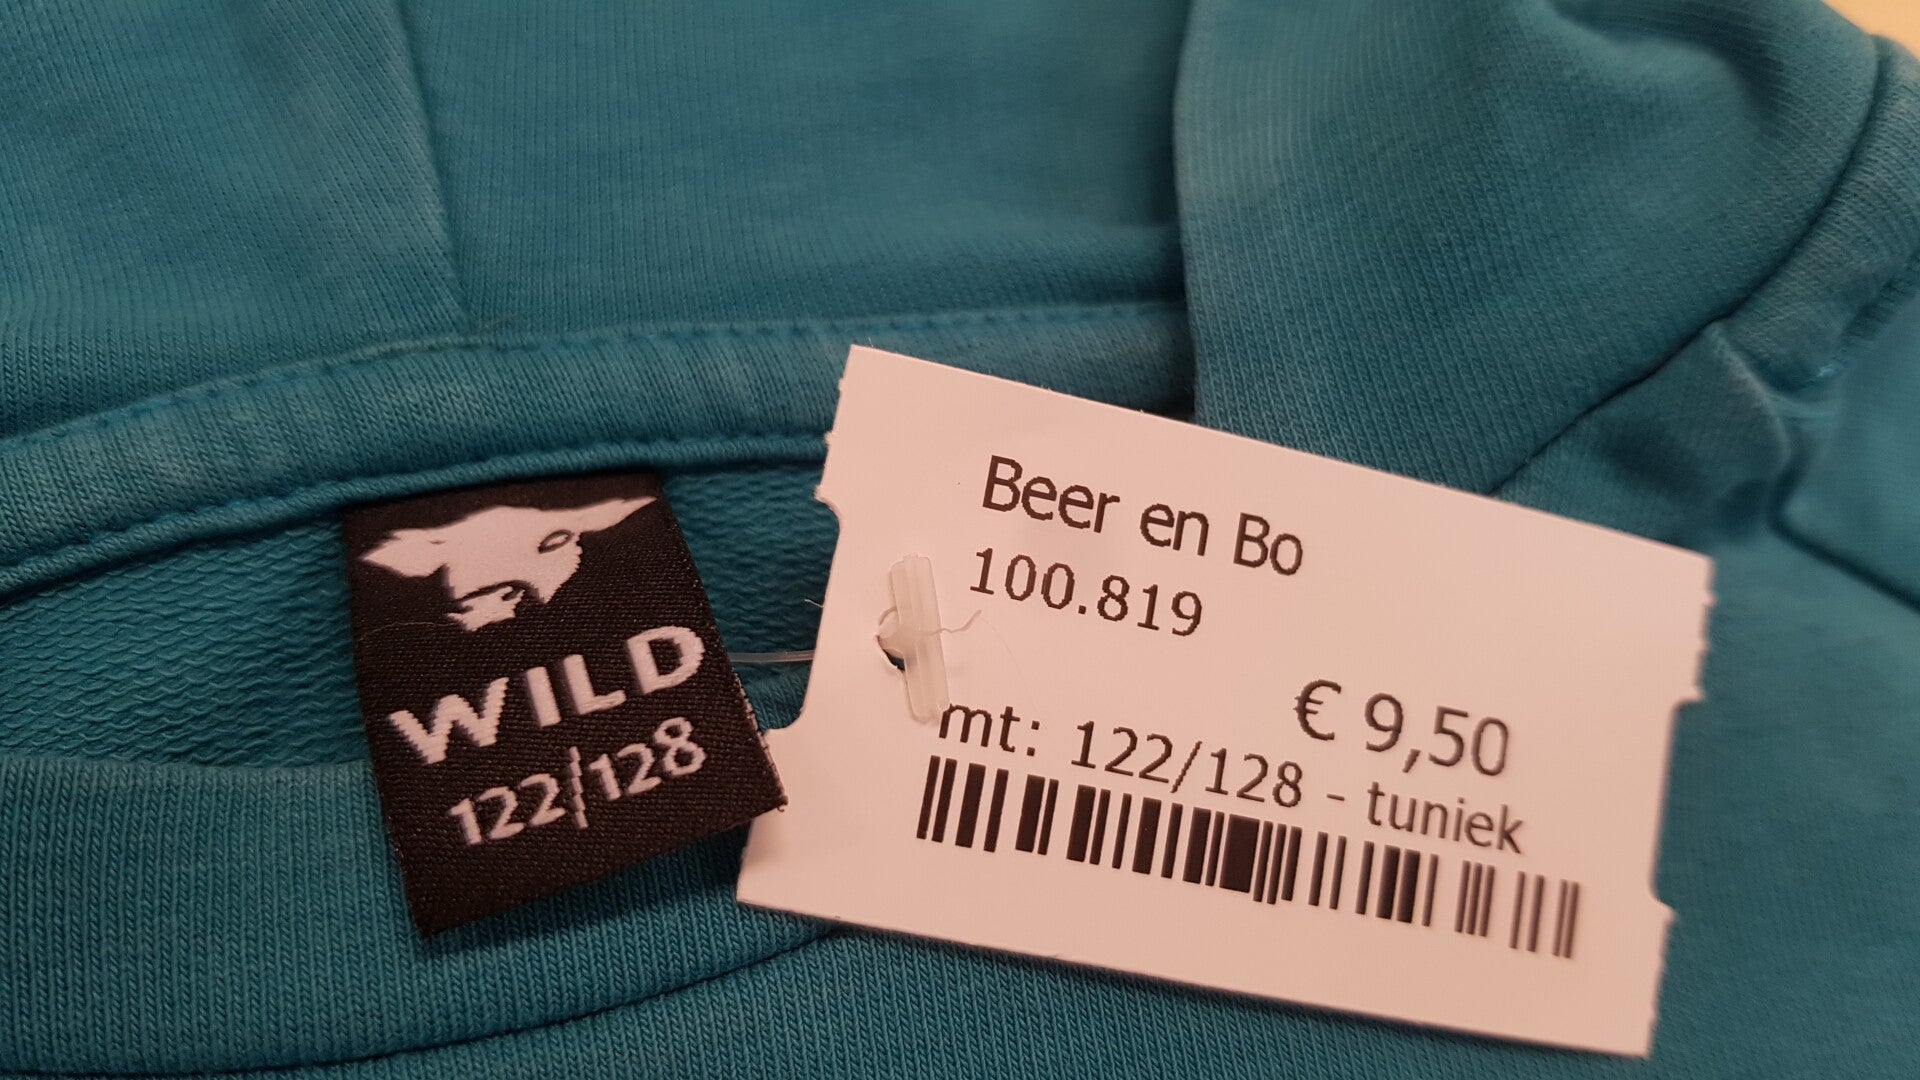 WILD
122/128
Beer en Bo
100.819
€ 9,50
mt: 122/128 - tuniek